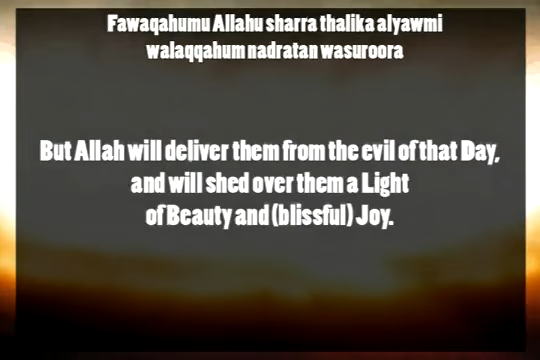 Fawaqahumu Allahu sharra thalika alyawmi
walaqqahum nadratan wasuroora
But Allah will deliver them from the evil of that Day,
and will shed over them a Light
of Beauty and (blissful) Joy.